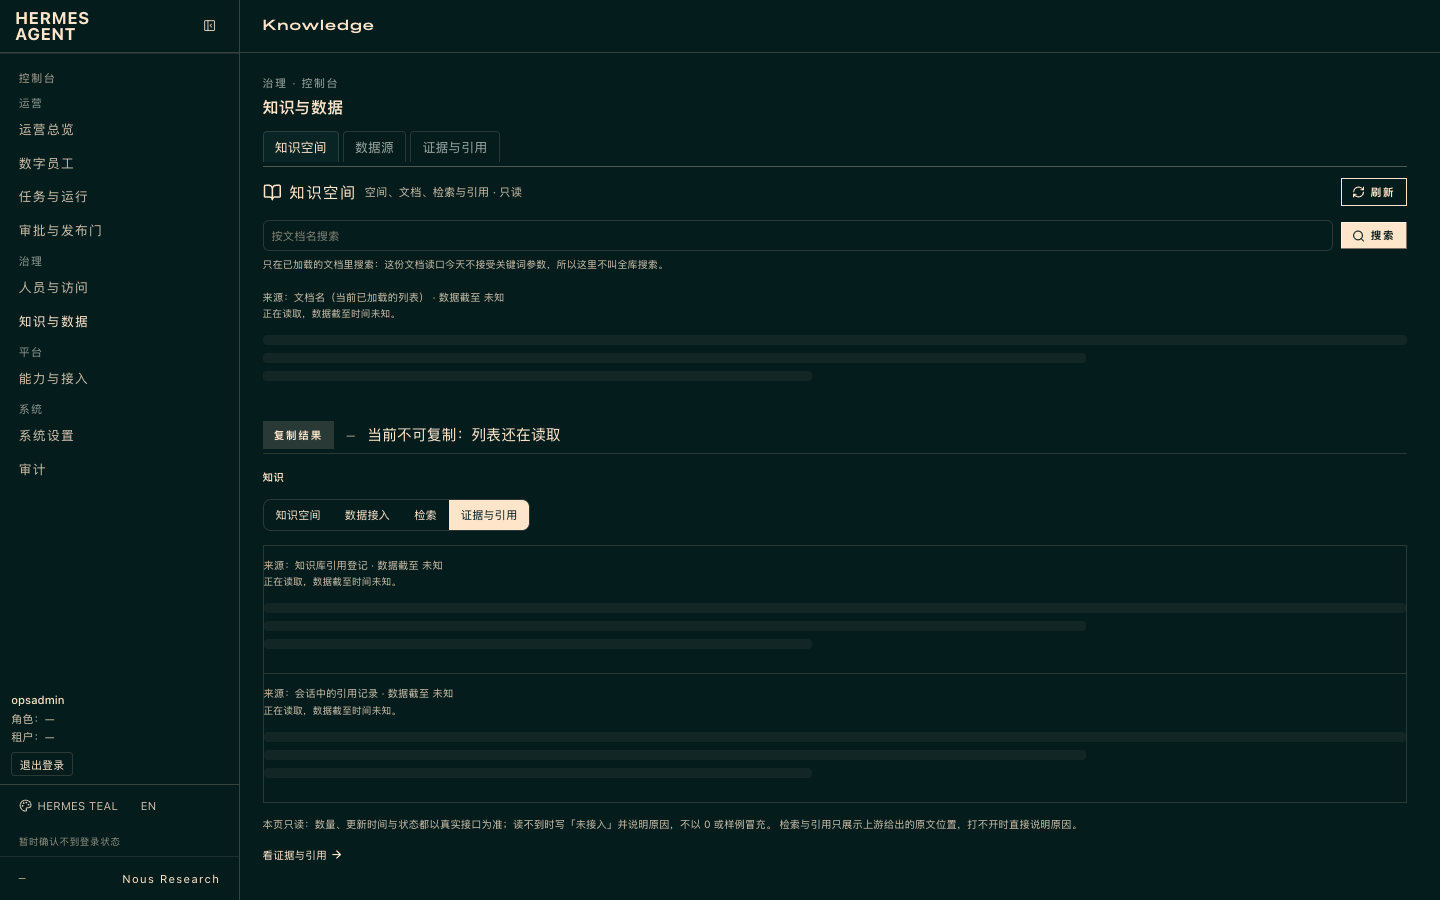 HERMES
AGENT
控制台
运营
运营总览
数字员工
任务与运行
审批与发布门
治理
人员与访问
知识与数据
平台
能力与接入
系统
系统设置
审计
opsadmin
角色：—
租户：—
退出登录
HERMES TEAL EN
暂时确认不到登录状态
— Nous Research
Knowledge
治理 · 控制台
知识与数据
知识空间 数据源 证据与引用
知识空间 空间、文档、检索与引用 · 只读 刷新
按文档名搜索 搜索
只在已加载的文档里搜索：这份文档读口今天不接受关键词参数，所以这里不叫全库搜索。
来源：文档名（当前已加载的列表） · 数据截至 未知
正在读取，数据截至时间未知。
复制结果 — 当前不可复制：列表还在读取
知识
知识空间 数据接入 检索 证据与引用
来源：知识库引用登记 · 数据截至 未知
正在读取，数据截至时间未知。
来源：会话中的引用记录 · 数据截至 未知
正在读取，数据截至时间未知。
本页只读：数量、更新时间与状态都以真实接口为准；读不到时写「未接入」并说明原因，不以 0 或样例冒充。 检索与引用只展示上游给出的原文位置，打不开时直接说明原因。
看证据与引用 →